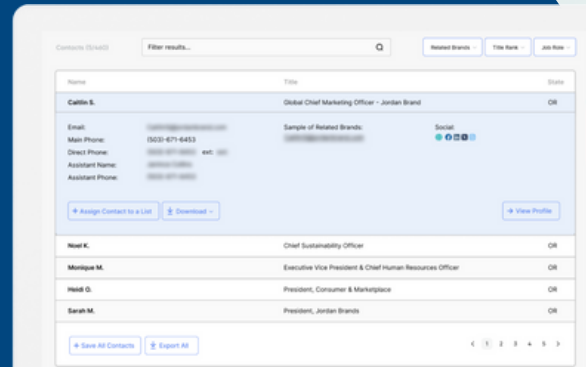 Contacts (5/null) Filter results... Related Brands Title Rank Job Role
Name Title State
Caitlin S. Global Chief Marketing Officer - Jordan Brand OR
Email: Sample of Related Brands: Social:
Main Phone: (503)-671-6453
Direct Phone: ext:
Assistant Name:
Assistant Phone:
+ Assign Contact to a List Download → View Profile
Noel K. Chief Sustainability Officer OR
Monique M. Executive Vice President & Chief Human Resources Officer OR
Heidi O. President, Consumer & Marketplace OR
Sarah M. President, Jordan Brands OR
+ Save All Contacts Export All < 1 2 3 4 5 >